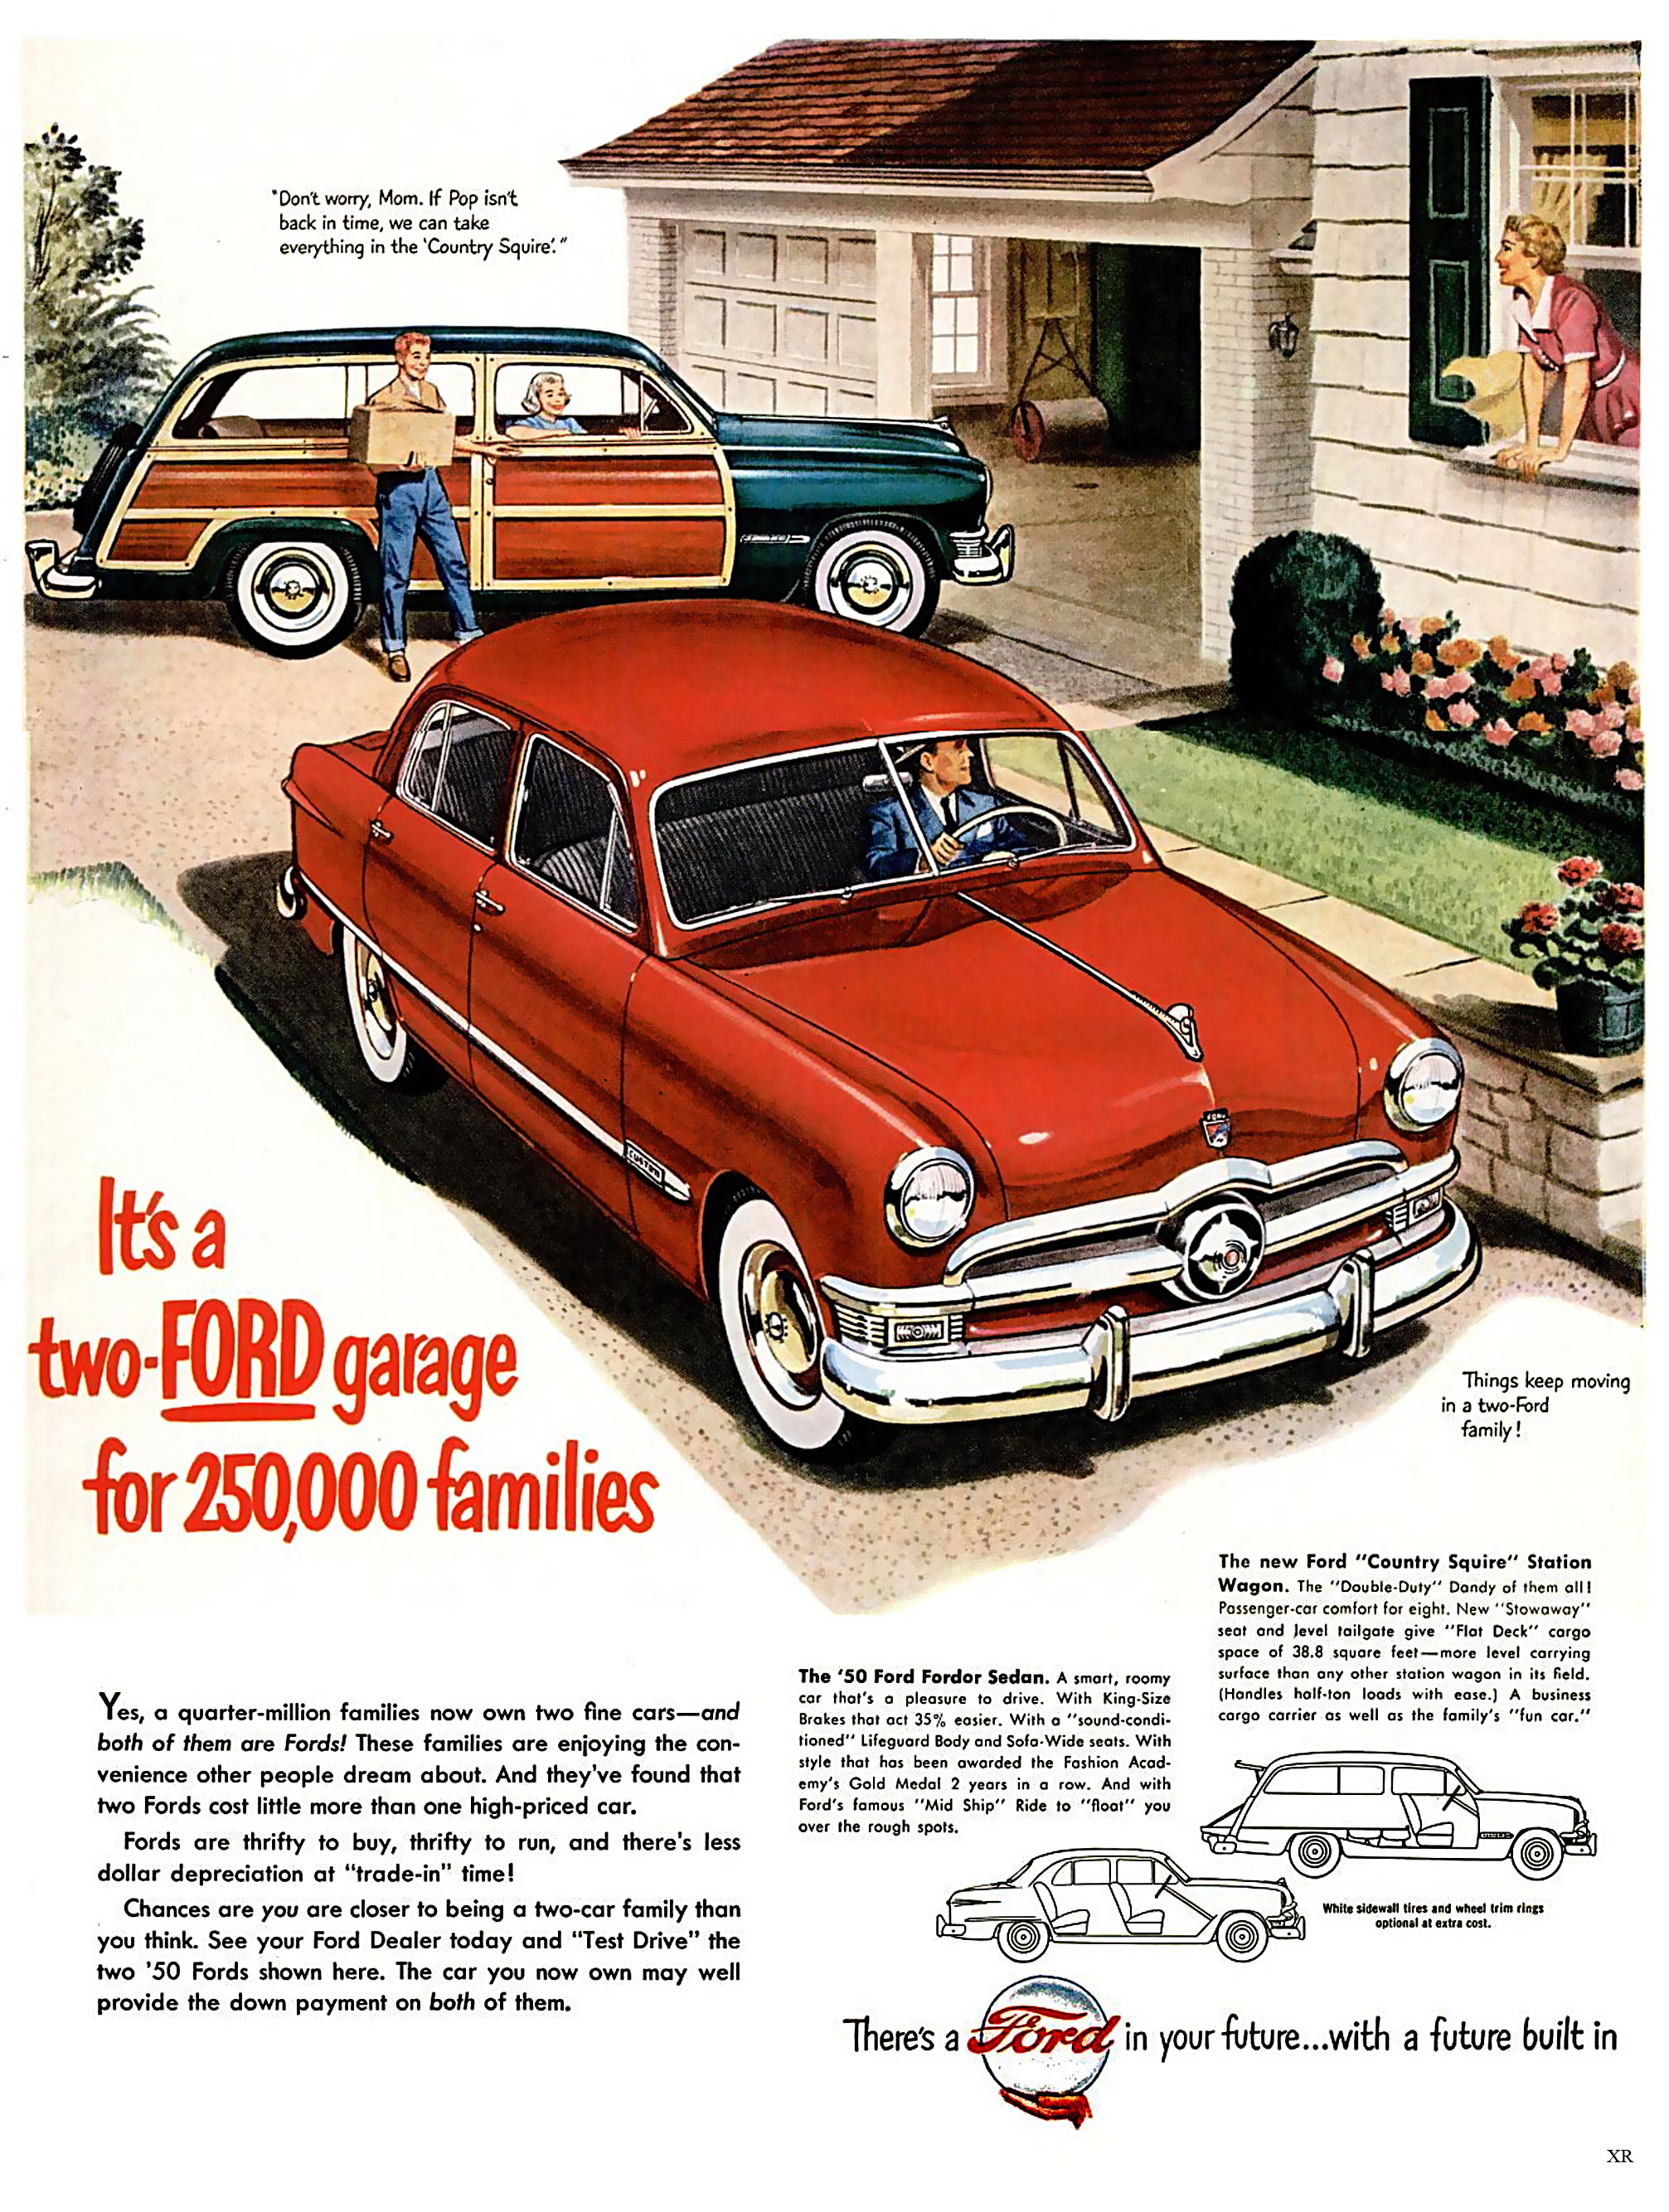 "Don't worry, Mom. If Pop isn't
back in time, we can take
everything in the 'Country Squire'."
CUSTOM
FORD
It's a
two-FORD garage
for 250,000 families
Things keep moving
in a two-Ford
family!
Yes, a quarter-million families now own two fine cars—and
both of them are Fords! These families are enjoying the con-
venience other people dream about. And they've found that
two Fords cost little more than one high-priced car.
Fords are thrifty to buy, thrifty to run, and there's less
dollar depreciation at "trade-in" time!
Chances are you are closer to being a two-car family than
you think. See your Ford Dealer today and "Test Drive" the
two '50 Fords shown here. The car you now own may well
provide the down payment on both of them.
The '50 Ford Fordor Sedan. A smart, roomy
car that's a pleasure to drive. With King-Size
Brakes that act 35% easier. With a "sound-condi-
tioned" Lifeguard Body and Sofa-Wide seats. With
style that has been awarded the Fashion Acad-
emy's Gold Medal 2 years in a row. And with
Ford's famous "Mid Ship" Ride to "float" you
over the rough spots.
The new Ford "Country Squire" Station
Wagon. The "Double-Duty" Dandy of them all!
Passenger-car comfort for eight. New "Stowaway"
seat and level tailgate give "Flat Deck" cargo
space of 38.8 square feet—more level carrying
surface than any other station wagon in its field.
(Handles half-ton loads with ease.) A business
cargo carrier as well as the family's "fun car."
White sidewall tires and wheel trim rings
optional at extra cost.
There's a Ford in your future...with a future built in
XR